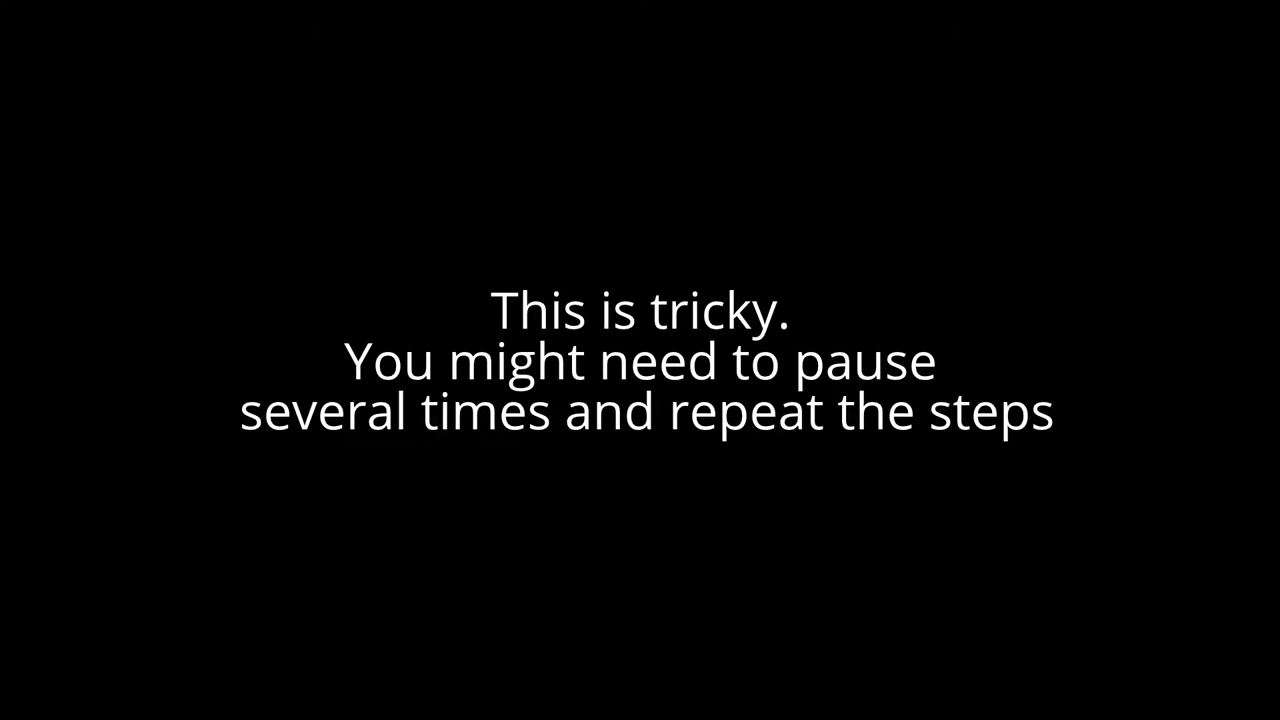 This is tricky.
You might need to pause
several times and repeat the steps